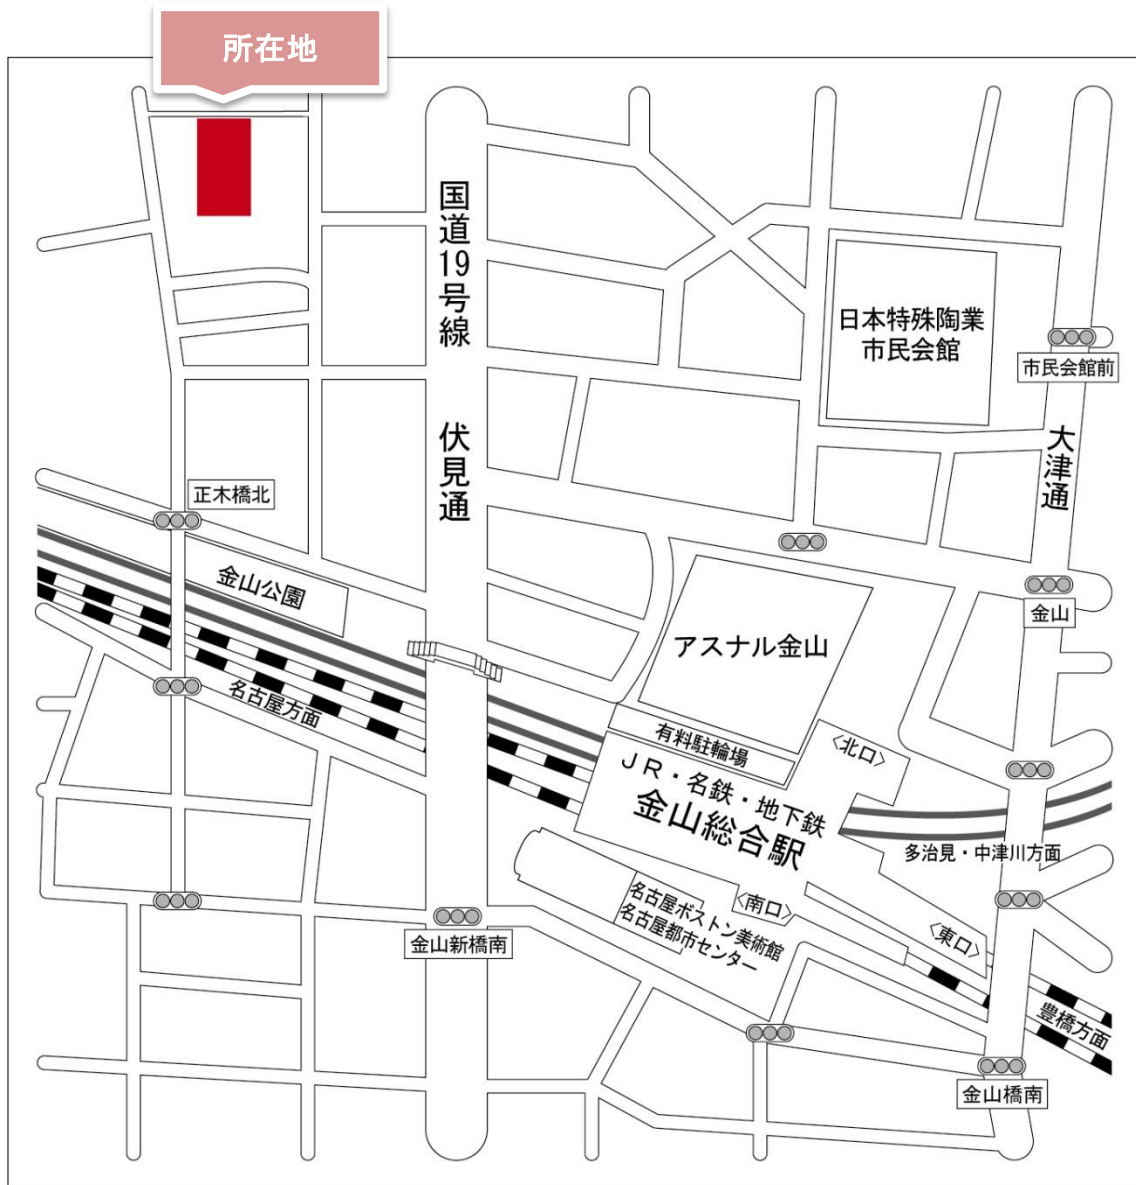 所在地
国道19号線
日本特殊陶業
市民会館
市民会館前
伏見通
大津通
正木橋北
金山公園
金山
アスナル金山
名古屋方面
有料駐輪場
〈北口〉
JR・名鉄・地下鉄
金山総合駅
多治見・中津川方面
名古屋ボストン美術館
名古屋都市センター
〈南口〉
〈東口〉
金山新橋南
豊橋方面
金山橋南